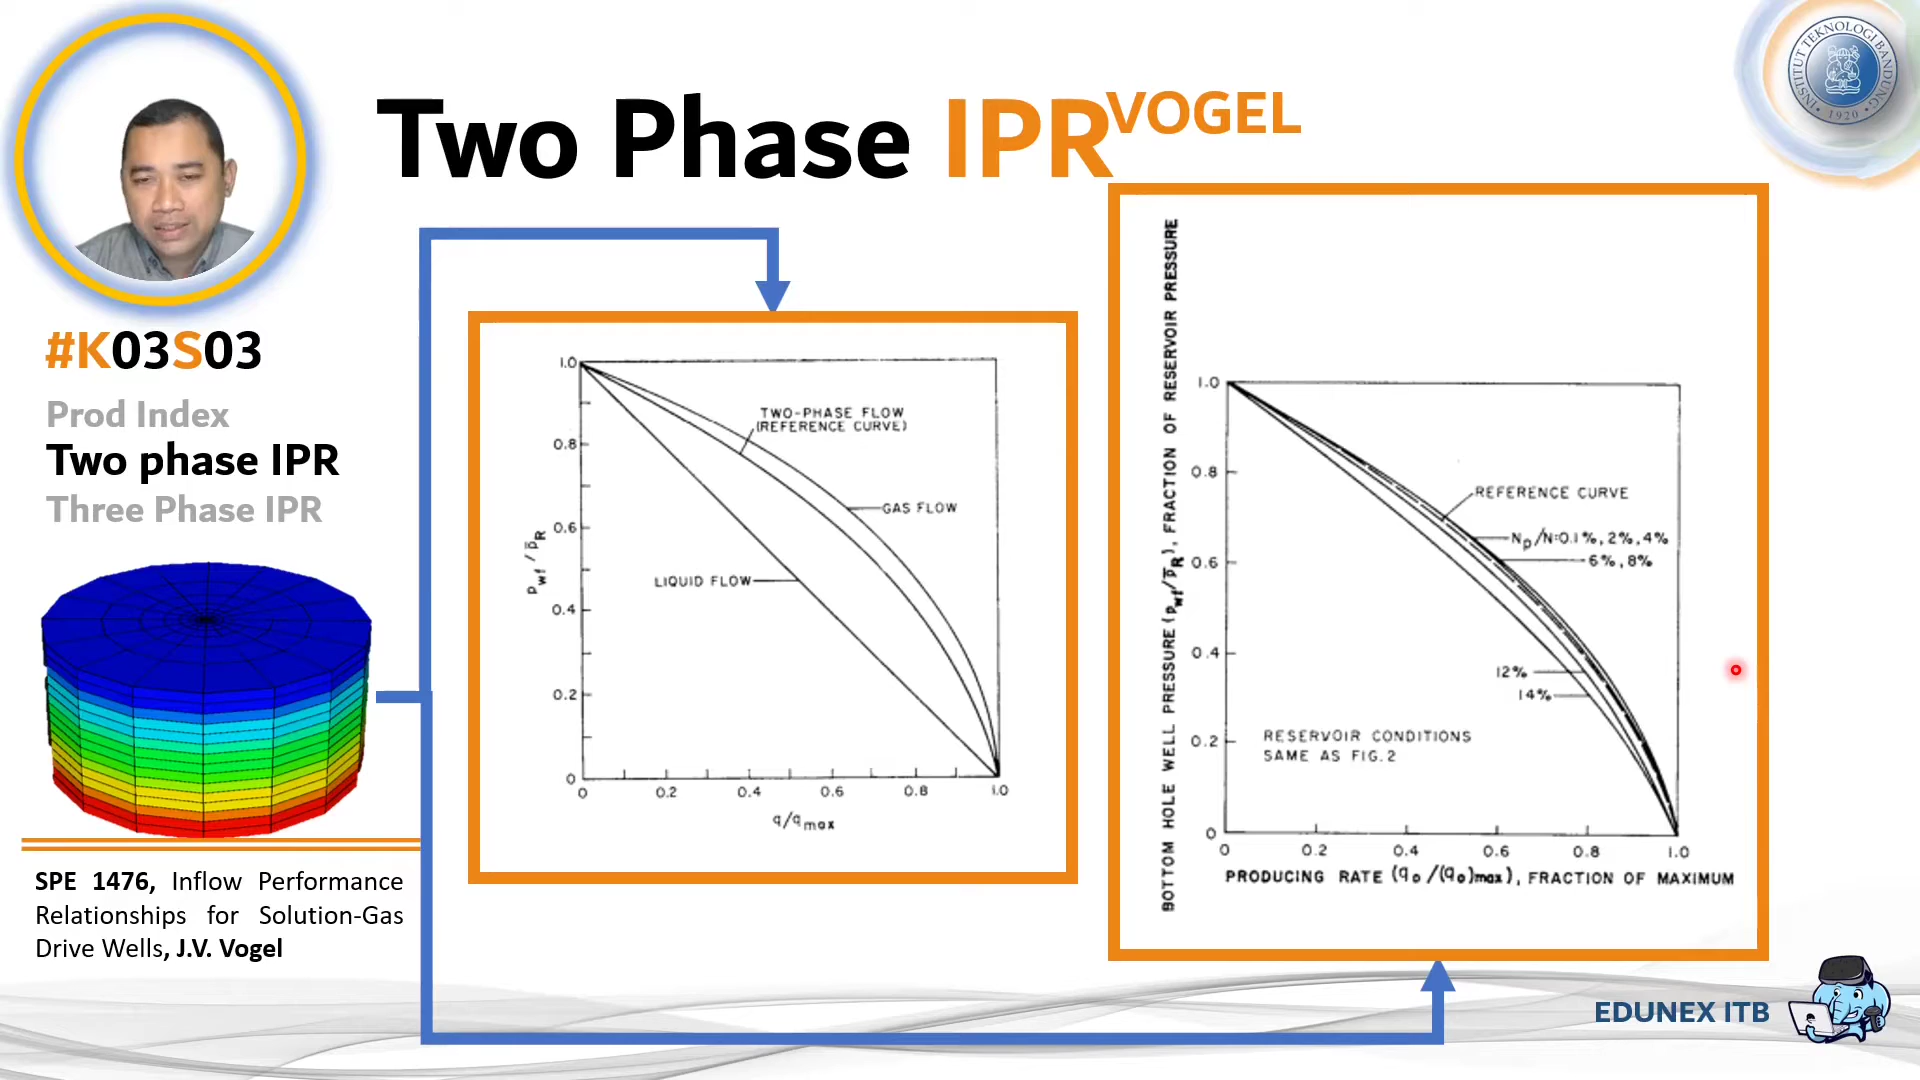 Two Phase IPR VOGEL
INSTITUT TEKNOLOGI BANDUNG
1920
#K03S03
Prod Index
Two phase IPR
Three Phase IPR
SPE 1476, Inflow Performance
Relationships for Solution-Gas
Drive Wells, J.V. Vogel
1.0
0.8
0.6
0.4
0.2
0
pwf / p̄R
TWO-PHASE FLOW
(REFERENCE CURVE)
GAS FLOW
LIQUID FLOW
0 0.2 0.4 0.6 0.8 1.0
q/qmax
BOTTOM HOLE WELL PRESSURE (pwf/p̄R), FRACTION OF RESERVOIR PRESSURE
1.0
0.8
0.6
0.4
0.2
0
REFERENCE CURVE
Np/N=0.1%, 2%, 4%
6%, 8%
12%
14%
RESERVOIR CONDITIONS
SAME AS FIG.2
0 0.2 0.4 0.6 0.8 1.0
PRODUCING RATE (qo/(qo)max), FRACTION OF MAXIMUM
EDUNEX ITB